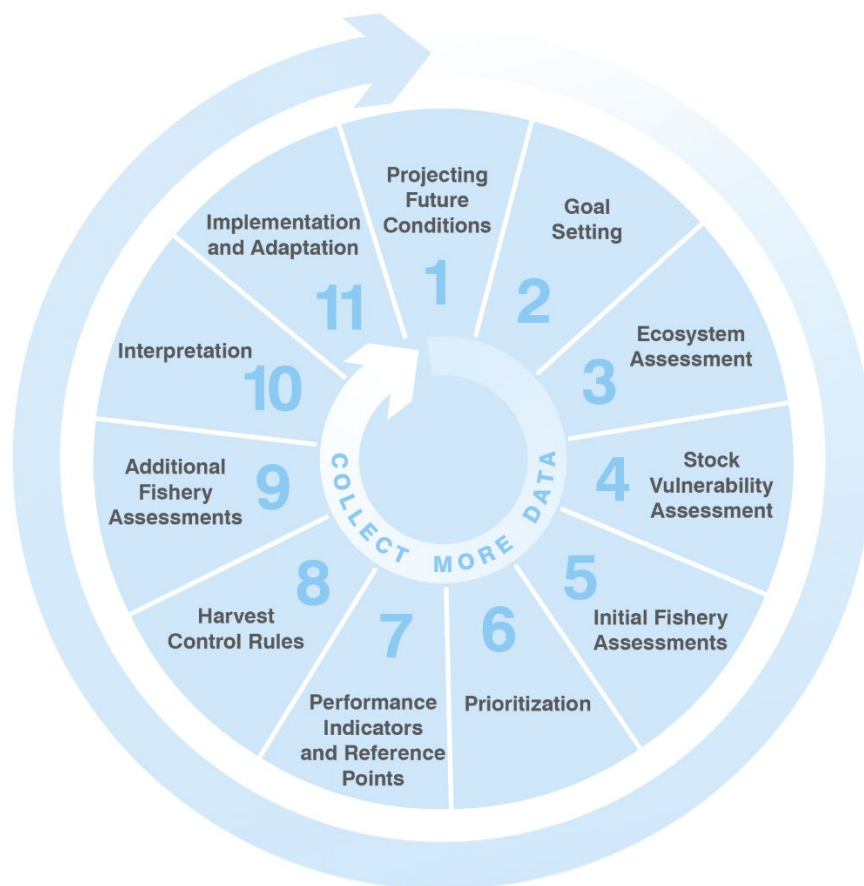 Projecting
Future
Conditions
1
Goal
Setting
2
Ecosystem
Assessment
3
Stock
Vulnerability
Assessment
4
Initial Fishery
Assessments
5
Prioritization
6
Performance
Indicators
and Reference
Points
7
Harvest
Control Rules
8
Additional
Fishery
Assessments
9
Interpretation
10
Implementation
and Adaptation
11
COLLECT MORE DATA